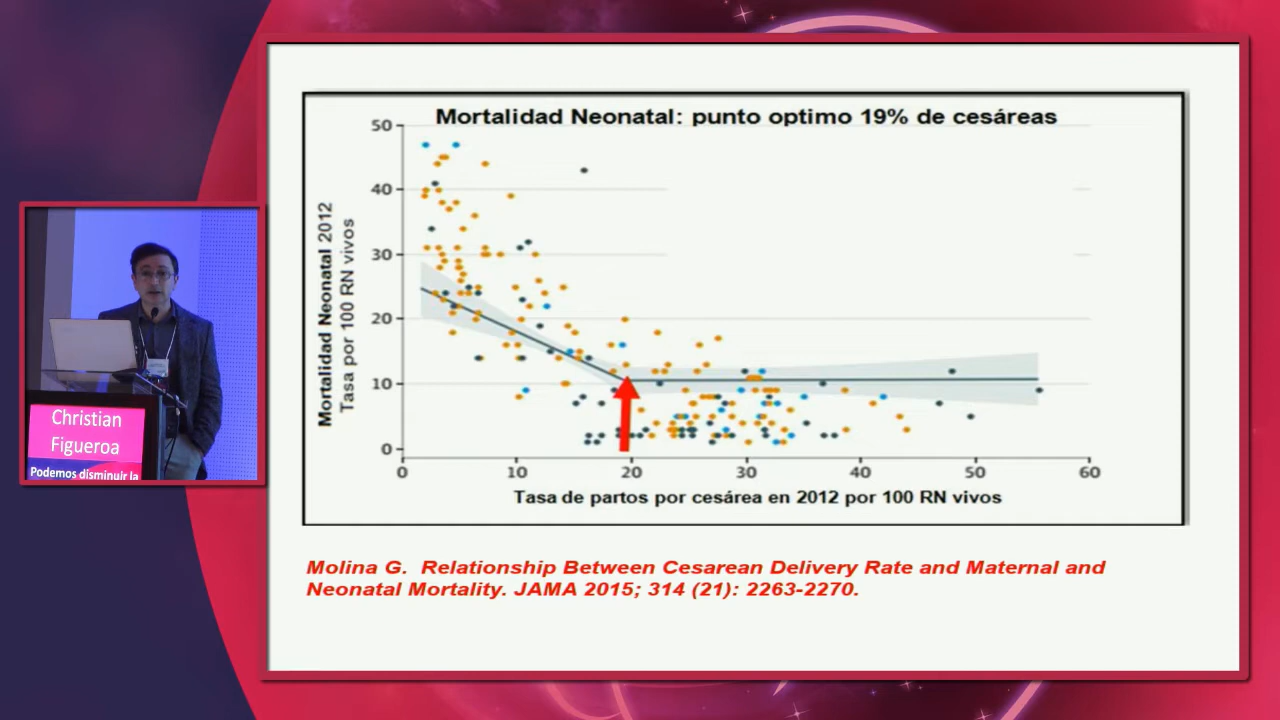 Mortalidad Neonatal: punto optimo 19% de cesáreas
50
40
30
20
10
0
Mortalidad Neonatal 2012
Tasa por 100 RN vivos
0 10 20 30 40 50 60
Tasa de partos por cesárea en 2012 por 100 RN vivos
Molina G. Relationship Between Cesarean Delivery Rate and Maternal and
Neonatal Mortality. JAMA 2015; 314 (21): 2263-2270.
Christian
Figueroa
Podemos disminuir la